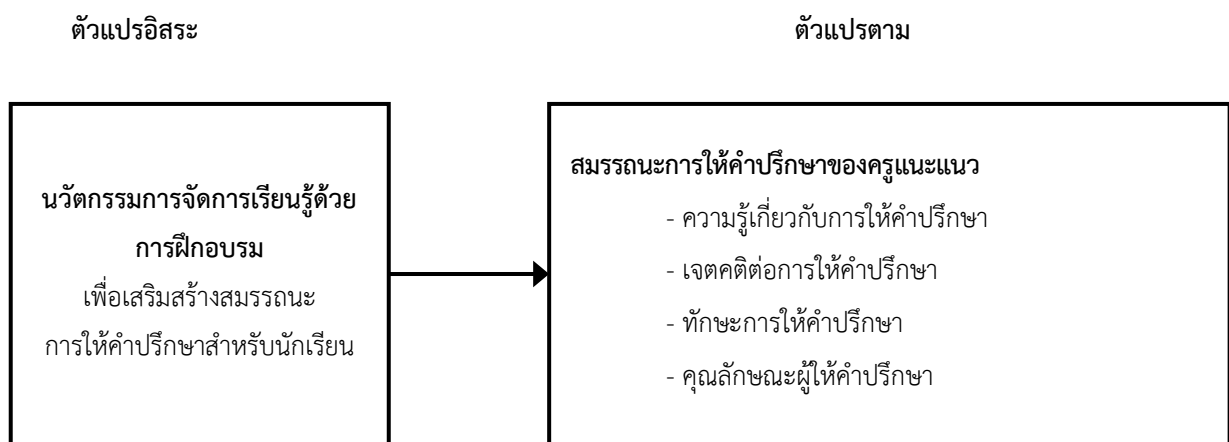 ตัวแปรอิสระ
ตัวแปรตาม
นวัตกรรมการจัดการเรียนรู้ด้วย
การฝึกอบรม
เพื่อเสริมสร้างสมรรถนะ
การให้คำปรึกษาสำหรับนักเรียน
สมรรถนะการให้คำปรึกษาของครูแนะแนว
- ความรู้เกี่ยวกับการให้คำปรึกษา
- เจตคติต่อการให้คำปรึกษา
- ทักษะการให้คำปรึกษา
- คุณลักษณะผู้ให้คำปรึกษา